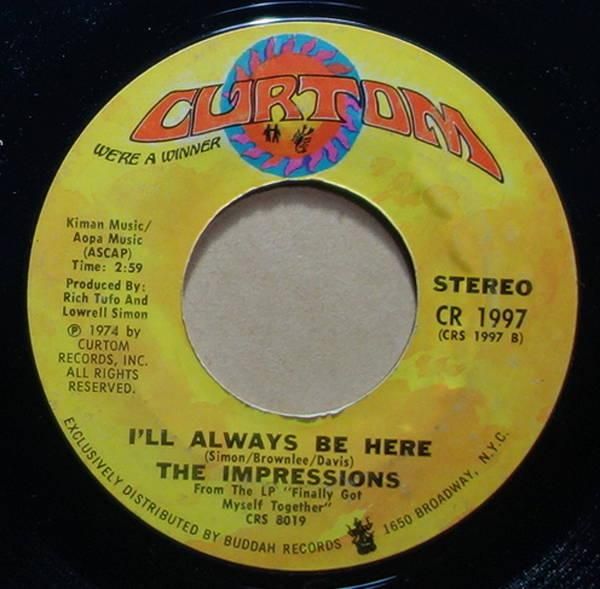 CURTOM
WE'RE A WINNER
Kiman Music/
Aopa Music
(ASCAP)
Time: 2:59
Produced By:
Rich Tufo And
Lowrell Simon
Ⓟ 1974 by
CURTOM
RECORDS, INC.
ALL RIGHTS
RESERVED.
STEREO
CR 1997
(CRS 1997 B)
I'LL ALWAYS BE HERE
(Simon/Brownlee/Davis)
THE IMPRESSIONS
From The LP "Finally Got
Myself Together"
CRS 8019
EXCLUSIVELY DISTRIBUTED BY BUDDAH RECORDS 1650 BROADWAY, N.Y.C.